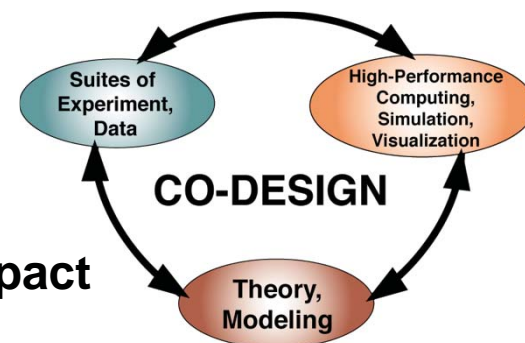 Suites of
Experiment,
Data
High-Performance
Computing,
Simulation,
Visualization
CO-DESIGN
pact
Theory,
Modeling